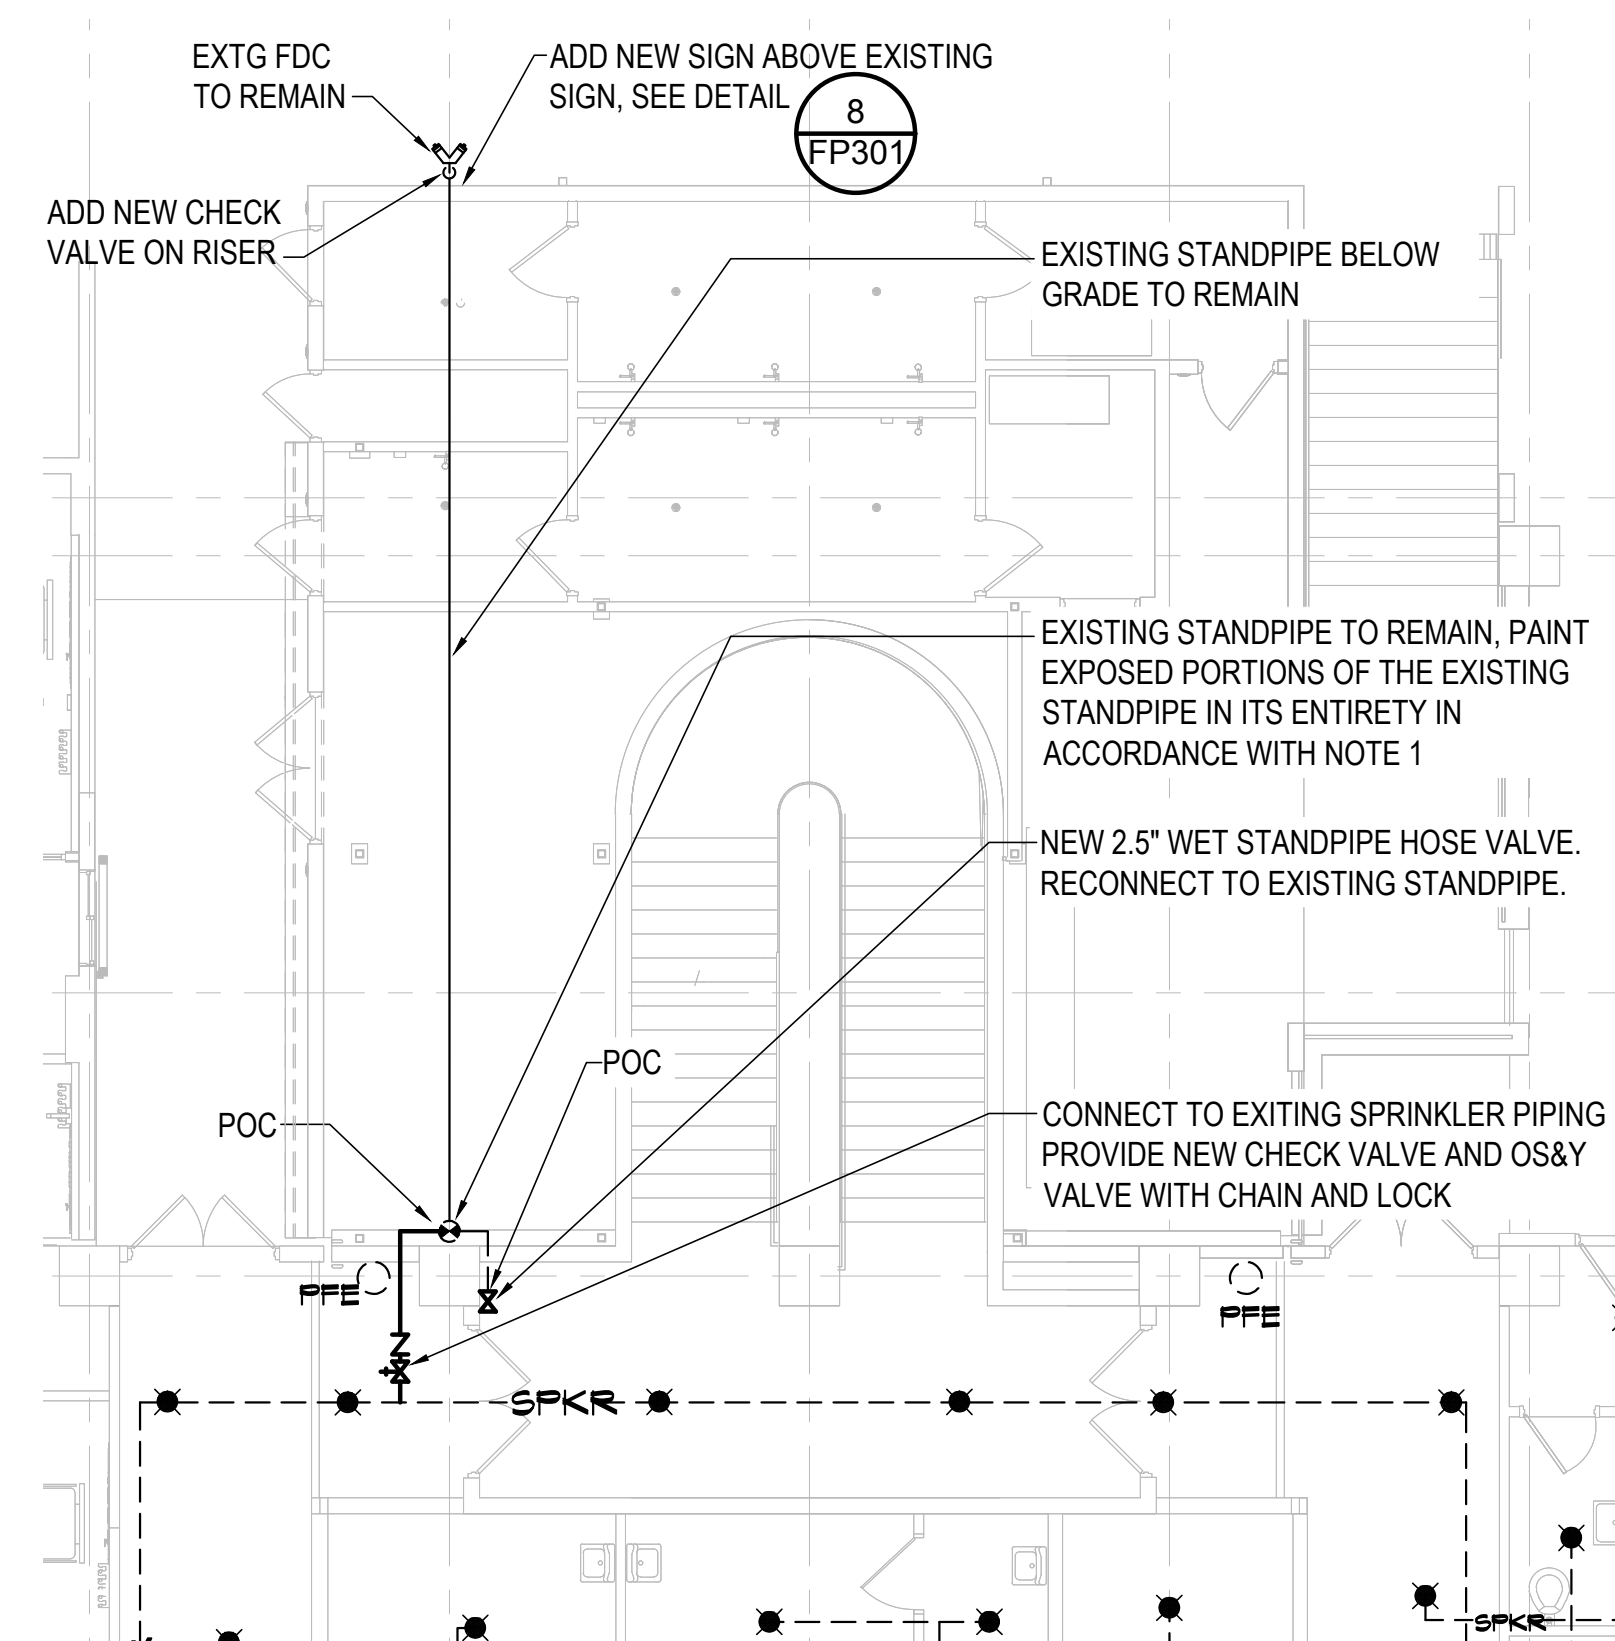 EXTG FDC
TO REMAIN
ADD NEW SIGN ABOVE EXISTING
SIGN, SEE DETAIL
8
FP301
ADD NEW CHECK
VALVE ON RISER
EXISTING STANDPIPE BELOW
GRADE TO REMAIN
EXISTING STANDPIPE TO REMAIN, PAINT
EXPOSED PORTIONS OF THE EXISTING
STANDPIPE IN ITS ENTIRETY IN
ACCORDANCE WITH NOTE 1
NEW 2.5" WET STANDPIPE HOSE VALVE.
RECONNECT TO EXISTING STANDPIPE.
POC
POC
CONNECT TO EXITING SPRINKLER PIPING
PROVIDE NEW CHECK VALVE AND OS&Y
VALVE WITH CHAIN AND LOCK
PFE
PFE
SPKR
SPKR